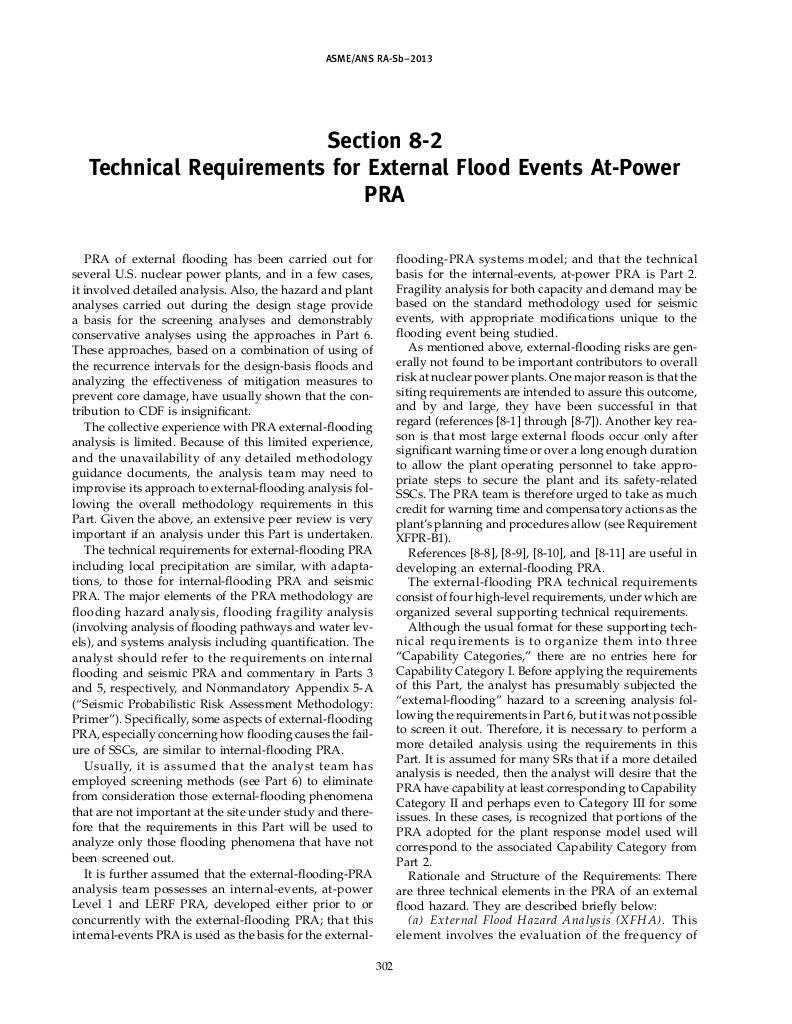 ASME/ANS RA-Sb–2013
Section 8-2
Technical Requirements for External Flood Events At-Power
PRA
PRA of external flooding has been carried out for
several U.S. nuclear power plants, and in a few cases,
it involved detailed analysis. Also, the hazard and plant
analyses carried out during the design stage provide
a basis for the screening analyses and demonstrably
conservative analyses using the approaches in Part 6.
These approaches, based on a combination of using of
the recurrence intervals for the design-basis floods and
analyzing the effectiveness of mitigation measures to
prevent core damage, have usually shown that the con-
tribution to CDF is insignificant.
The collective experience with PRA external-flooding
analysis is limited. Because of this limited experience,
and the unavailability of any detailed methodology
guidance documents, the analysis team may need to
improvise its approach to external-flooding analysis fol-
lowing the overall methodology requirements in this
Part. Given the above, an extensive peer review is very
important if an analysis under this Part is undertaken.
The technical requirements for external-flooding PRA
including local precipitation are similar, with adapta-
tions, to those for internal-flooding PRA and seismic
PRA. The major elements of the PRA methodology are
flooding hazard analysis, flooding fragility analysis
(involving analysis of flooding pathways and water lev-
els), and systems analysis including quantification. The
analyst should refer to the requirements on internal
flooding and seismic PRA and commentary in Parts 3
and 5, respectively, and Nonmandatory Appendix 5-A
(“Seismic Probabilistic Risk Assessment Methodology:
Primer”). Specifically, some aspects of external-flooding
PRA, especially concerning how flooding causes the fail-
ure of SSCs, are similar to internal-flooding PRA.
Usually, it is assumed that the analyst team has
employed screening methods (see Part 6) to eliminate
from consideration those external-flooding phenomena
that are not important at the site under study and there-
fore that the requirements in this Part will be used to
analyze only those flooding phenomena that have not
been screened out.
It is further assumed that the external-flooding-PRA
analysis team possesses an internal-events, at-power
Level 1 and LERF PRA, developed either prior to or
concurrently with the external-flooding PRA; that this
internal-events PRA is used as the basis for the external-
flooding-PRA systems model; and that the technical
basis for the internal-events, at-power PRA is Part 2.
Fragility analysis for both capacity and demand may be
based on the standard methodology used for seismic
events, with appropriate modifications unique to the
flooding event being studied.
As mentioned above, external-flooding risks are gen-
erally not found to be important contributors to overall
risk at nuclear power plants. One major reason is that the
siting requirements are intended to assure this outcome,
and by and large, they have been successful in that
regard (references [8-1] through [8-7]). Another key rea-
son is that most large external floods occur only after
significant warning time or over a long enough duration
to allow the plant operating personnel to take appro-
priate steps to secure the plant and its safety-related
SSCs. The PRA team is therefore urged to take as much
credit for warning time and compensatory actions as the
plant’s planning and procedures allow (see Requirement
XFPR-B1).
References [8-8], [8-9], [8-10], and [8-11] are useful in
developing an external-flooding PRA.
The external-flooding PRA technical requirements
consist of four high-level requirements, under which are
organized several supporting technical requirements.
Although the usual format for these supporting tech-
nical requirements is to organize them into three
“Capability Categories,” there are no entries here for
Capability Category I. Before applying the requirements
of this Part, the analyst has presumably subjected the
“external-flooding” hazard to a screening analysis fol-
lowing the requirements in Part 6, but it was not possible
to screen it out. Therefore, it is necessary to perform a
more detailed analysis using the requirements in this
Part. It is assumed for many SRs that if a more detailed
analysis is needed, then the analyst will desire that the
PRA have capability at least corresponding to Capability
Category II and perhaps even to Category III for some
issues. In these cases, is recognized that portions of the
PRA adopted for the plant response model used will
correspond to the associated Capability Category from
Part 2.
Rationale and Structure of the Requirements: There
are three technical elements in the PRA of an external
flood hazard. They are described briefly below:
(a) External Flood Hazard Analysis (XFHA). This
element involves the evaluation of the frequency of
302